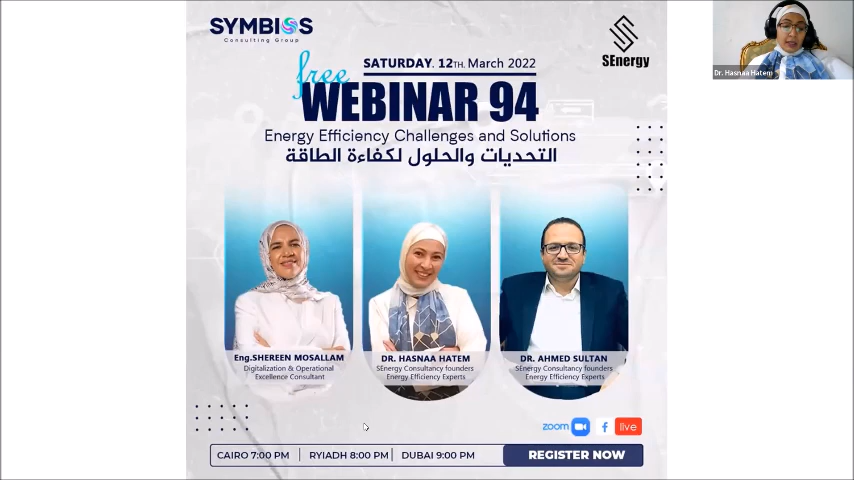 SYMBIOS
Consulting Group
SEnergy
Dr. Hasnaa Hatem
SATURDAY. 12TH. March 2022
free
WEBINAR 94
Energy Efficiency Challenges and Solutions
التحديات والحلول لكفاءة الطاقة
Eng.SHEREEN MOSALLAM
Digitalization & Operational
Excellence Consultant
DR. HASNAA HATEM
SEnergy Consultancy founders
Energy Efficiency Experts
DR. AHMED SULTAN
SEnergy Consultancy founders
Energy Efficiency Experts
zoom
f live
CAIRO 7:00 PM | RYIADH 8:00 PM | DUBAI 9:00 PM
REGISTER NOW